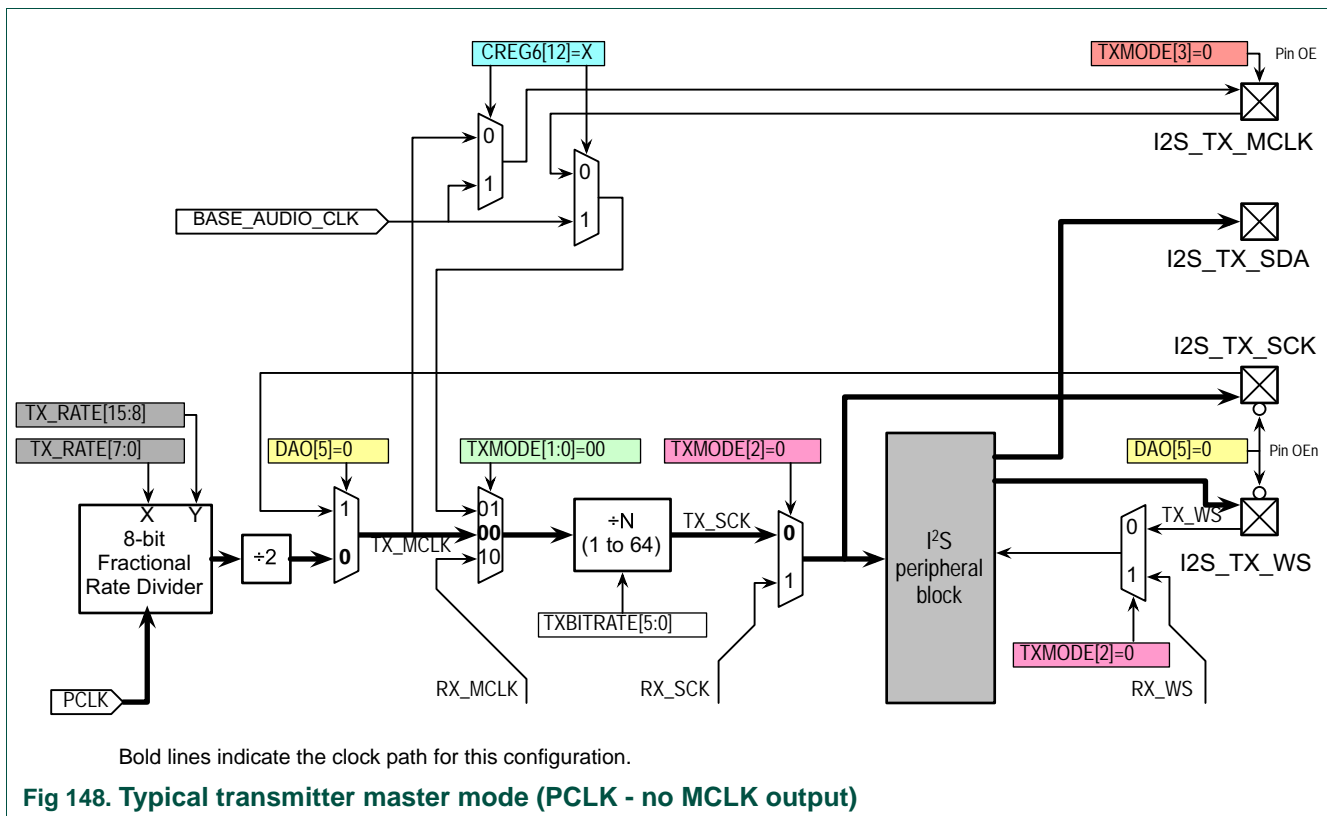 CREG6[12]=X
TXMODE[3]=0
Pin OE
0
1
I2S_TX_MCLK
0
1
BASE_AUDIO_CLK
I2S_TX_SDA
I2S_TX_SCK
TX_RATE[15:8]
TX_RATE[7:0]
DAO[5]=0
TXMODE[1:0]=00
TXMODE[2]=0
DAO[5]=0
Pin OEn
X Y
8-bit
Fractional
Rate Divider
÷2
1
0
TX_MCLK
01
00
10
÷N
(1 to 64)
TX_SCK
0
1
I²S
peripheral
block
TX_WS
0
1
I2S_TX_WS
TXBITRATE[5:0]
TXMODE[2]=0
PCLK
RX_MCLK
RX_SCK
RX_WS
Bold lines indicate the clock path for this configuration.
Fig 148. Typical transmitter master mode (PCLK - no MCLK output)